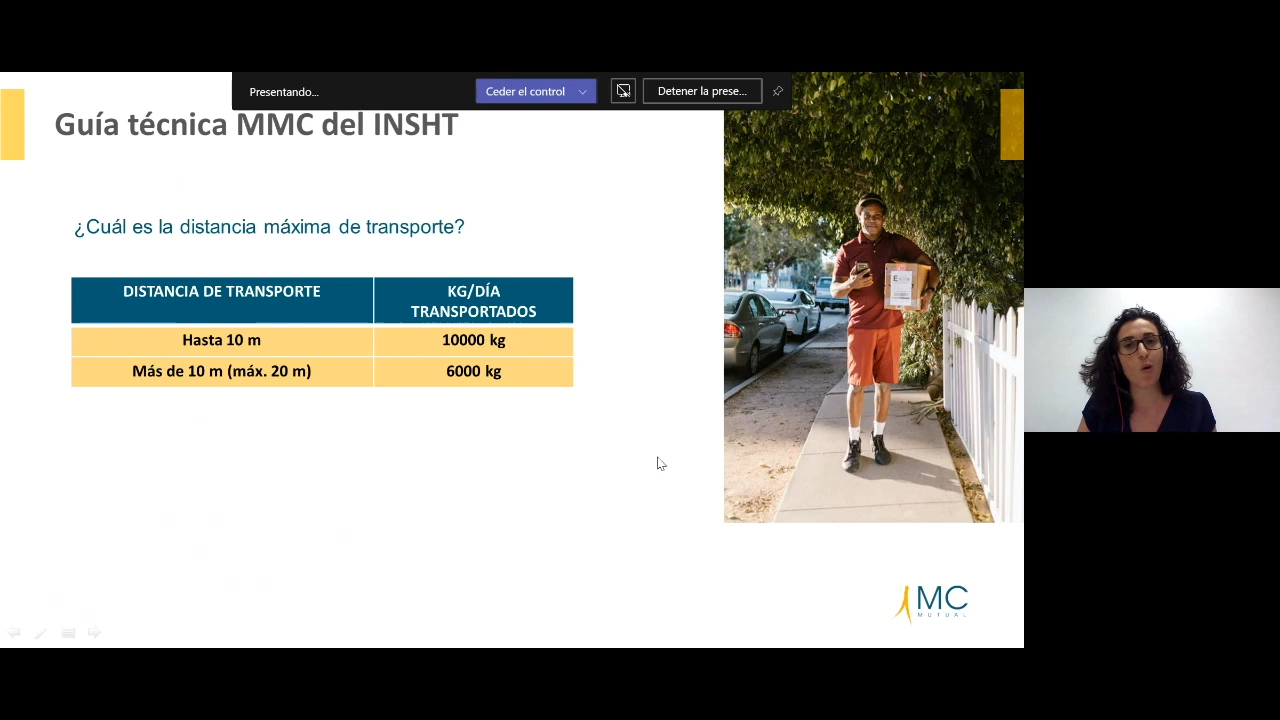 Presentando...
Ceder el control
Detener la prese...
Guía técnica MMC del INSHT
¿Cuál es la distancia máxima de transporte?
DISTANCIA DE TRANSPORTE
KG/DÍA
TRANSPORTADOS
Hasta 10 m
10000 kg
Más de 10 m (máx. 20 m)
6000 kg
MC
MUTUAL